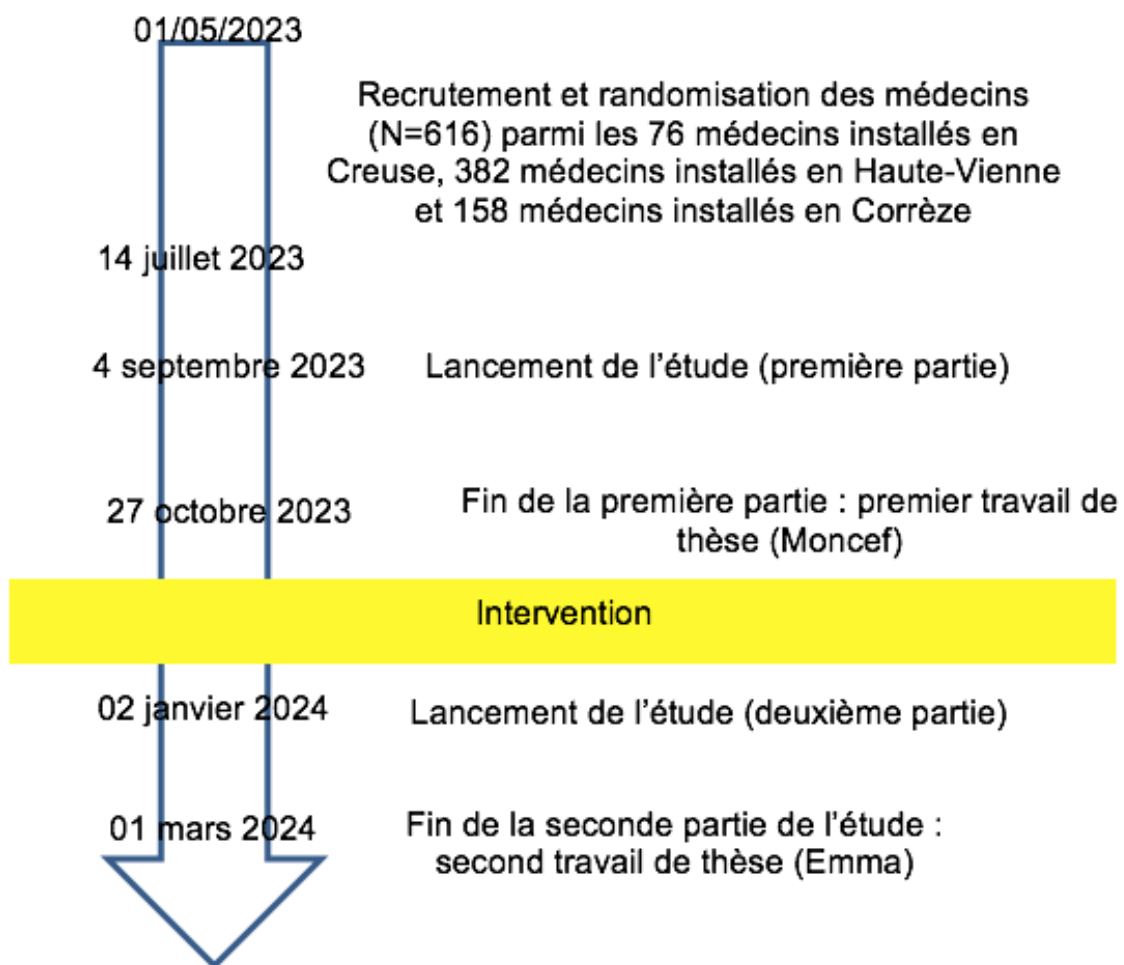 01/05/2023
Recrutement et randomisation des médecins
(N=616) parmi les 76 médecins installés en
Creuse, 382 médecins installés en Haute-Vienne
et 158 médecins installés en Corrèze
14 juillet 2023
4 septembre 2023 Lancement de l'étude (première partie)
27 octobre 2023 Fin de la première partie : premier travail de
thèse (Moncef)
Intervention
02 janvier 2024 Lancement de l'étude (deuxième partie)
01 mars 2024 Fin de la seconde partie de l'étude :
second travail de thèse (Emma)